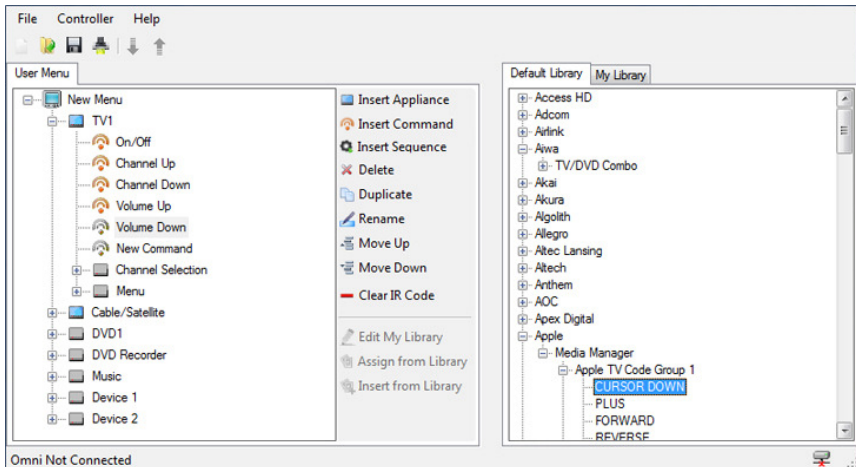 File Controller Help
User Menu
New Menu
TV1
On/Off
Channel Up
Channel Down
Volume Up
Volume Down
New Command
Channel Selection
Menu
Cable/Satellite
DVD1
DVD Recorder
Music
Device 1
Device 2
Insert Appliance
Insert Command
Insert Sequence
Delete
Duplicate
Rename
Move Up
Move Down
Clear IR Code
Edit My Library
Assign from Library
Insert from Library
Default Library My Library
Access HD
Adcom
Airlink
Aiwa
TV/DVD Combo
Akai
Akura
Algolith
Allegro
Altec Lansing
Altech
Anthem
AOC
Apex Digital
Apple
Media Manager
Apple TV Code Group 1
CURSOR DOWN
PLUS
FORWARD
REVERSE
Omni Not Connected